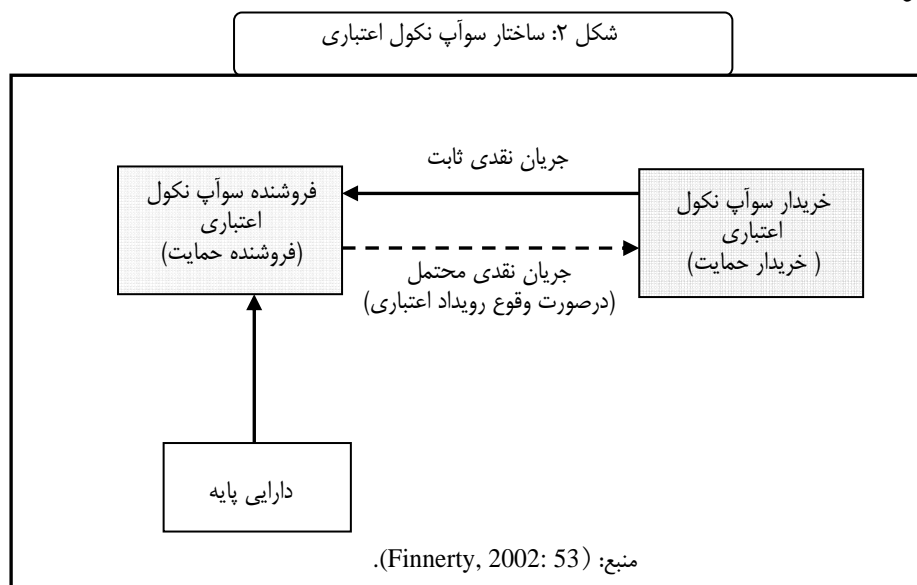 شکل ۲: ساختار سوآپ نکول اعتباری
جریان نقدی ثابت
خریدار سوآپ نکول
اعتباری
( خریدار حمایت)
فروشنده سوآپ نکول
اعتباری
(فروشنده حمایت)
جریان نقدی محتمل
(درصورت وقوع رویداد اعتباری)
دارایی پایه
منبع: (Finnerty, 2002: 53).